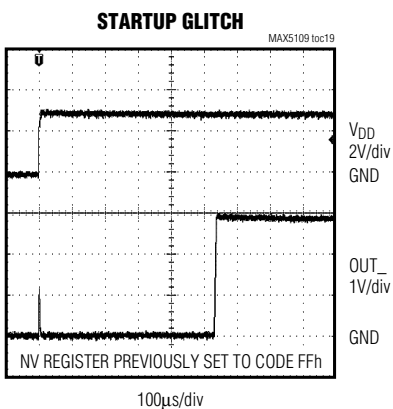 STARTUP GLITCH
MAX5109 toc19
T
VDD
2V/div
GND
OUT_
1V/div
GND
NV REGISTER PREVIOUSLY SET TO CODE FFh
100µs/div